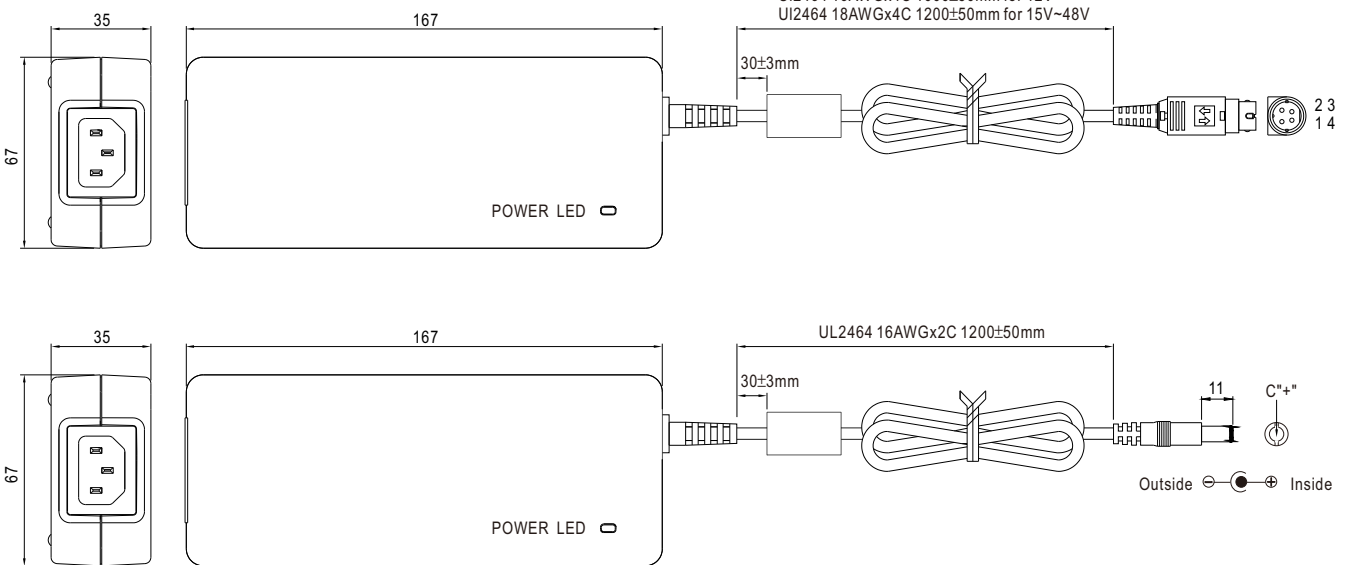 Ul2464 18AWGx4C 1200±50mm for 15V~48V
35
167
30±3mm
67
2 3
1 4
POWER LED
35
167
UL2464 16AWGx2C 1200±50mm
30±3mm
11
C"+"
67
Outside
Inside
POWER LED